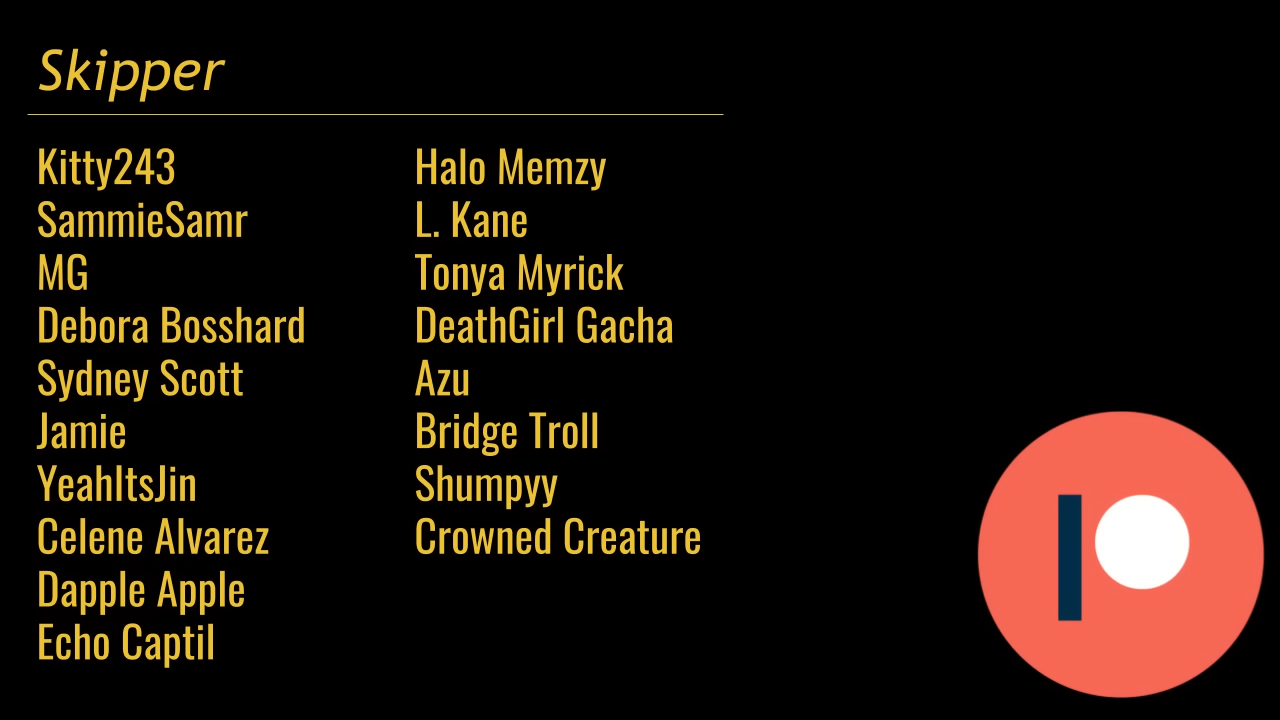 Skipper
Kitty243
SammieSamr
MG
Debora Bosshard
Sydney Scott
Jamie
YeahItsJin
Celene Alvarez
Dapple Apple
Echo Captil
Halo Memzy
L. Kane
Tonya Myrick
DeathGirl Gacha
Azu
Bridge Troll
Shumpyy
Crowned Creature